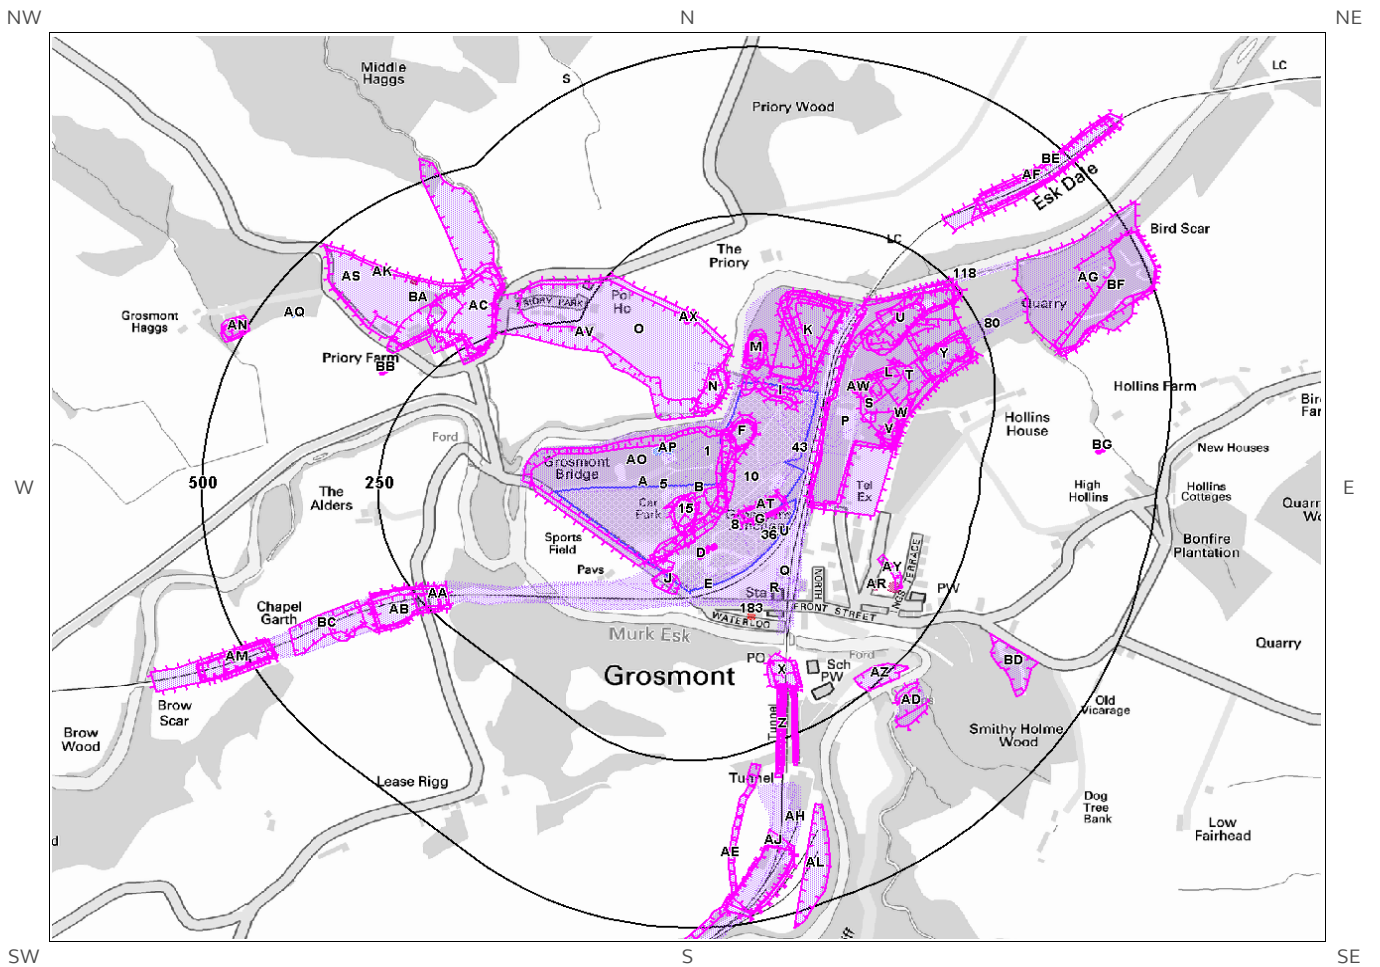 NW
N
NE
Middle
Haggs
S
LC
Priory Wood
BE
AF
Esk Dale
Bird Scar
LC
The
Priory
118
AS
AK
BA
AC
AG
BF
Quarry
PRIORY PARK
Pol
Ho
AQ
AN
Grosmont
Haggs
AX
O
AV
K
U
80
M
Y
Priory Farm
BB
L
T
N
I
AW
S
W
P
V
Hollins Farm
Hollins
House
Ford
F
AP
1
43
AO
Grosmont
Bridge
BG
New Houses
10
A
5
B
W
500
250
E
The
Alders
Car
Park
15
AT
G
8
36
U
Tel
Ex
High
Hollins
Hollins
Cottages
Bonfire
Plantation
Sports
Field
D
Pavs
J
E
Q
R
Sta
NORTH
AY
AR
TERRACE
PW
AA
AB
BC
Chapel
Garth
183
WATERLOO
FRONT STREET
Murk Esk
Ford
AM
Grosmont
PO
X
Sch
PW
AZ
BD
Quarry
AD
Brow
Scar
Z
Tunnel
Old
Vicarage
Brow
Wood
Smithy Holme
Wood
Lease Rigg
Tunnel
Dog
Tree
Bank
Low
Fairhead
AH
AJ
AE
AL
SW
S
SE